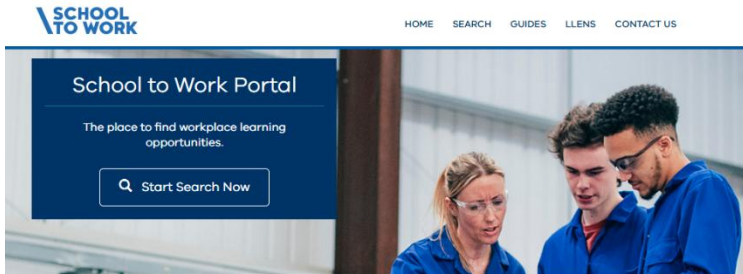 SCHOOL
TO WORK
HOME SEARCH GUIDES LLENS CONTACT US
School to Work Portal
The place to find workplace learning
opportunities.
Start Search Now